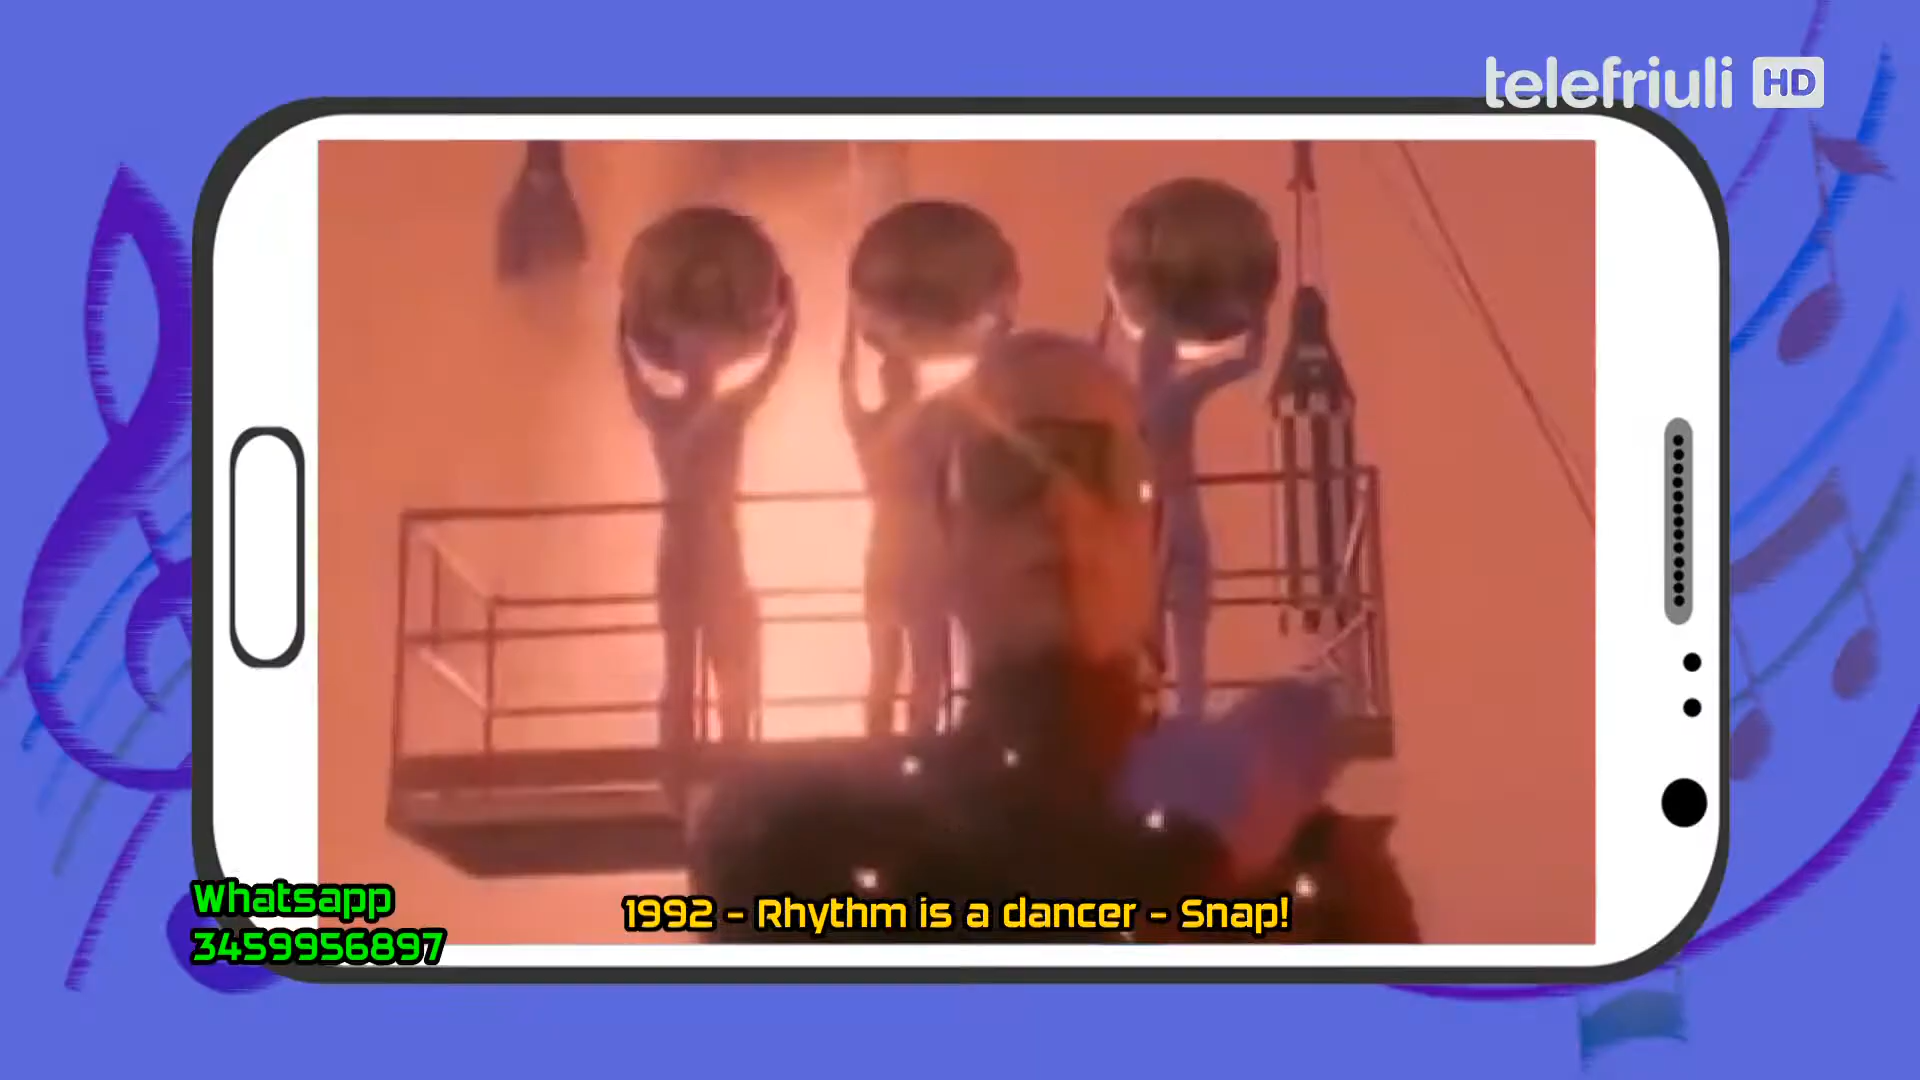 telefriuli HD
Whatsapp
3459956897
1992 - Rhythm is a dancer - Snap!